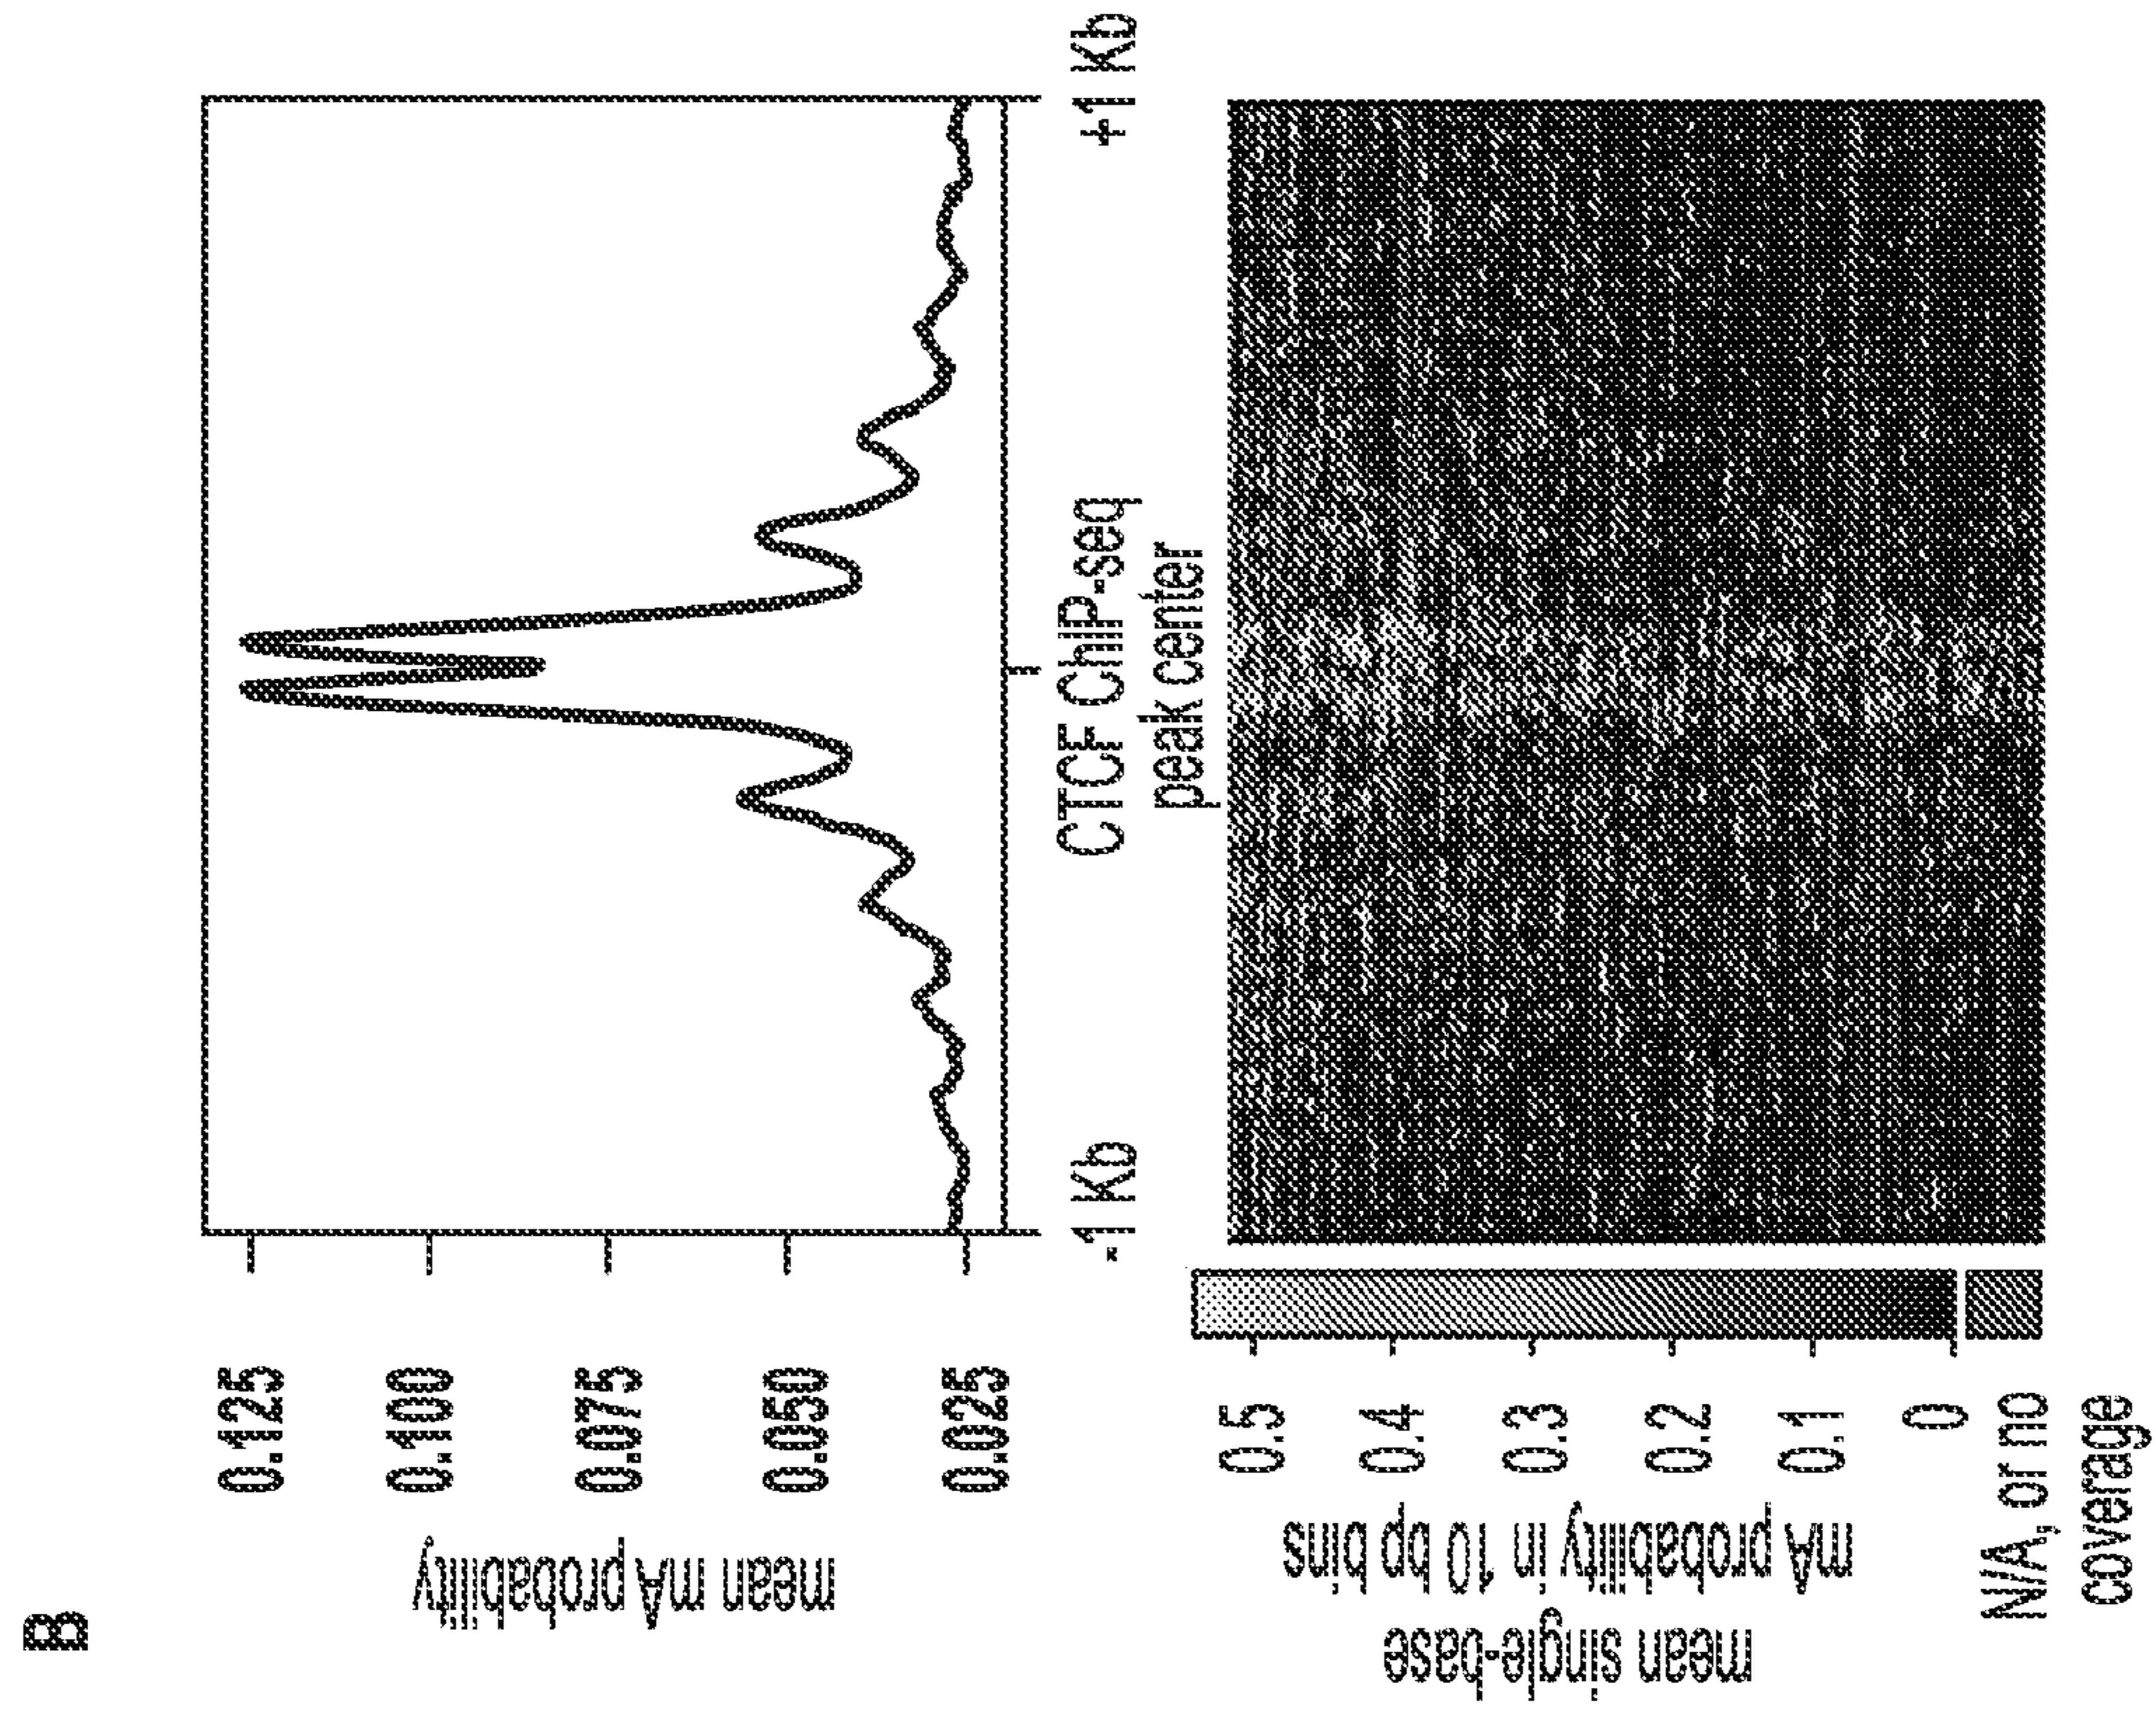 B
mean mA probability
0.125
0.100
0.075
0.050
0.025
-1 Kb
CTCF ChIP-seq
peak center
+1 Kb
mean single-base
mA probability in 10 bp bins
0.5
0.4
0.3
0.2
0.1
0
N/A, or no
coverage